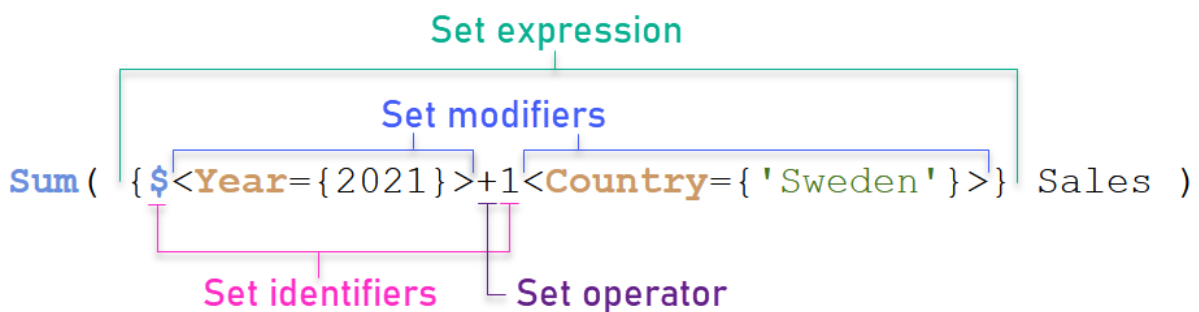 Set expression
Set modifiers
Sum( {$<Year={2021}>+1<Country={'Sweden'}>} Sales )
Set identifiers
Set operator